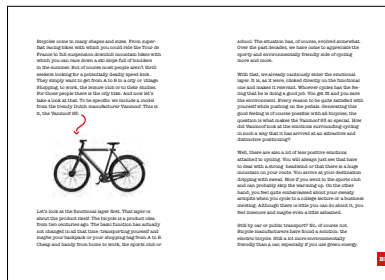 Bicycles come in many shapes and sizes. From super-
fast racing bikes with which you could ride the Tour de
France to full-suspension downhill mountain bikes with
which you can race down a ski slope full of boulders
in the summer. But of course most people aren't thrill
seekers looking for a potentially deadly speed kick.
They simply want to get from A to B in a city or village.
Shopping, to work, the leisure club or to their studies.
For those people there is the city bike. And now let's
take a look at that. To be specific we include a model
from the trendy Dutch manufacturer Vanmoof. This is
it, the Vanmoof S3:
Let's look at the functional layer first. That layer is
about the product itself. The bicycle is a product idea
from two centuries ago. The basic function has actually
not changed in all that time: transporting yourself and
maybe your backpack or your shopping bag from A to B.
Cheap and handy from home to work, the sports club or
school. The situation has, of course, evolved somewhat.
Over the past decades, we have come to appreciate the
sporty and environmentally friendly side of cycling
more and more.
With that, we already cautiously enter the emotional
layer. It is, as it were, choked directly on the functional
one and makes it relevant. Whoever cycles has the fee-
ling that he is doing a good job. You get fit and you save
the environment. Every reason to be quite satisfied with
yourself while pushing on the pedals. Generating this
good feeling is of course possible with all bicycles, the
question is what makes the Vanmoof S3 so special. How
did Vanmoof look at the emotions surrounding cycling
in such a way that has arrived at an attractive and
distinctive positioning?
Well, there are also a lot of less positive emotions
attached to cycling. You will always just see that have
to deal with a strong headwind or that there is a huge
mountain on your route. You arrive at your destination
dripping with sweat. Nice if you went to the sports club
and can probably skip the warming up. On the other
hand, you feel quite embarrassed about your sweaty
armpits when you cycle to a college lecture or a business
meeting. Although there is little you can do about it, you
feel insecure and maybe even a little ashamed.
Still by car or public transport? No, of course not.
Bicycle manufacturers have found a solution: the
electric bicycle. Still a lot more environmentally
friendly than a car, especially if you use green energy.